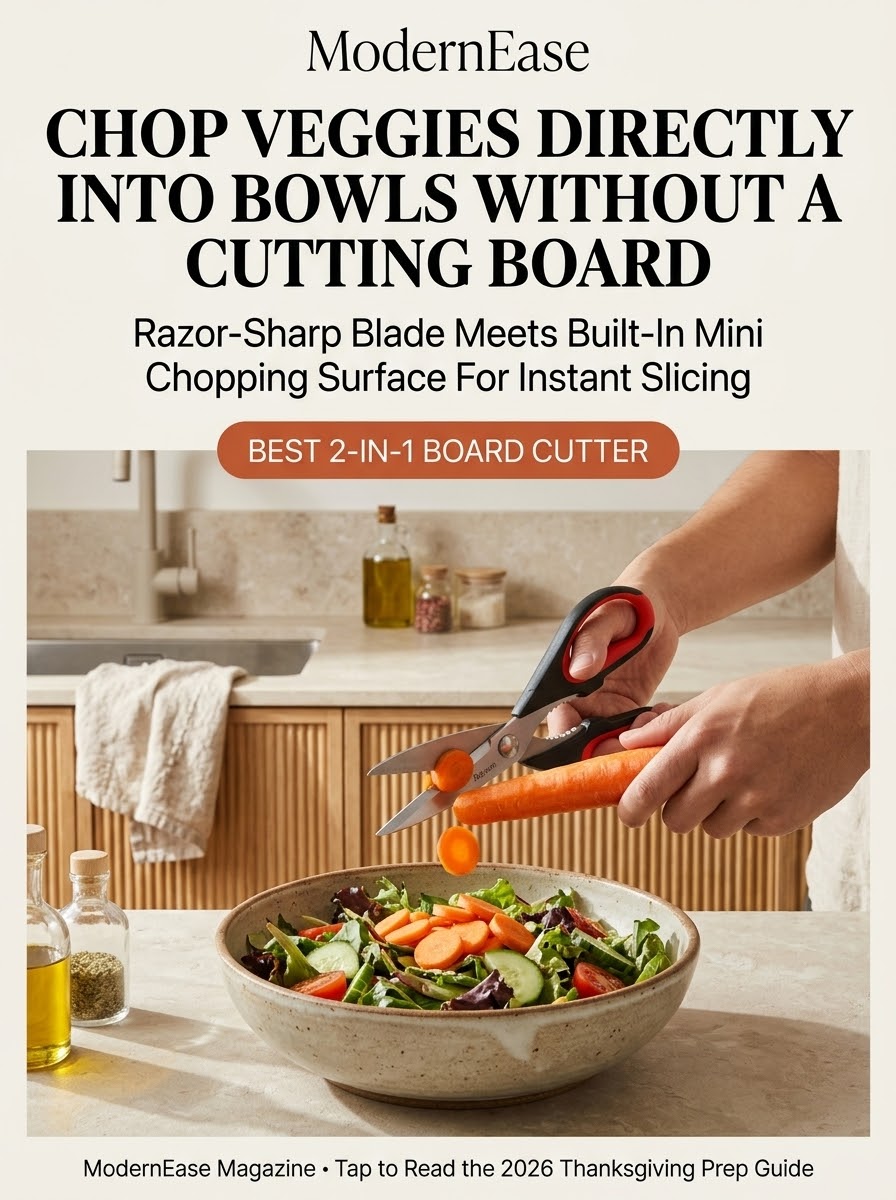 ModernEase
CHOP VEGGIES DIRECTLY
INTO BOWLS WITHOUT A
CUTTING BOARD
Razor-Sharp Blade Meets Built-In Mini
Chopping Surface For Instant Slicing
BEST 2-IN-1 BOARD CUTTER
ModernEase Magazine • Tap to Read the 2026 Thanksgiving Prep Guide